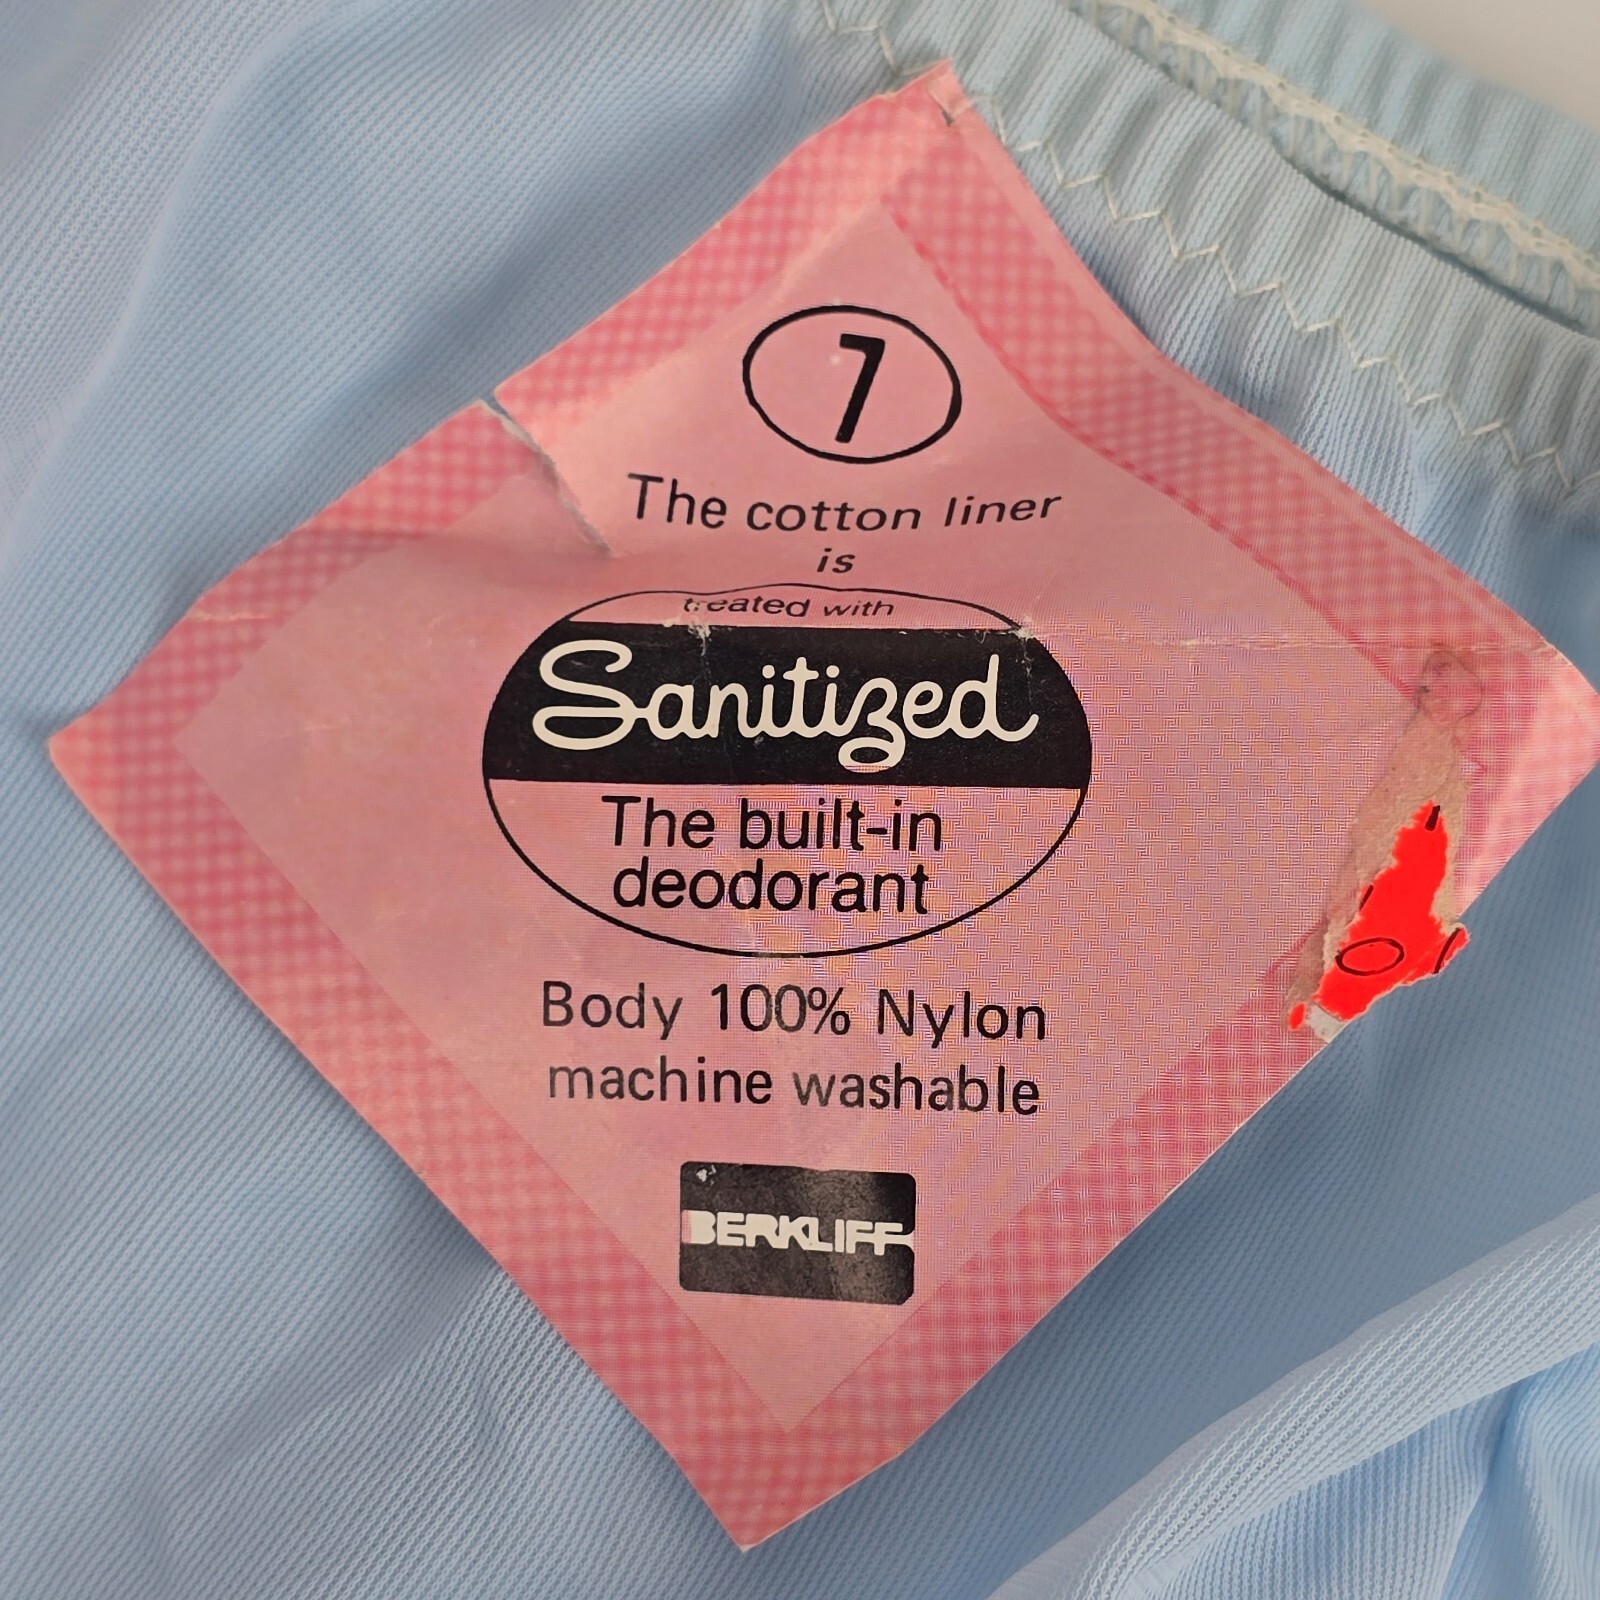 7
The cotton liner
is
treated with
Sanitized
The built-in
deodorant
Body 100% Nylon
machine washable
BERKLIFF